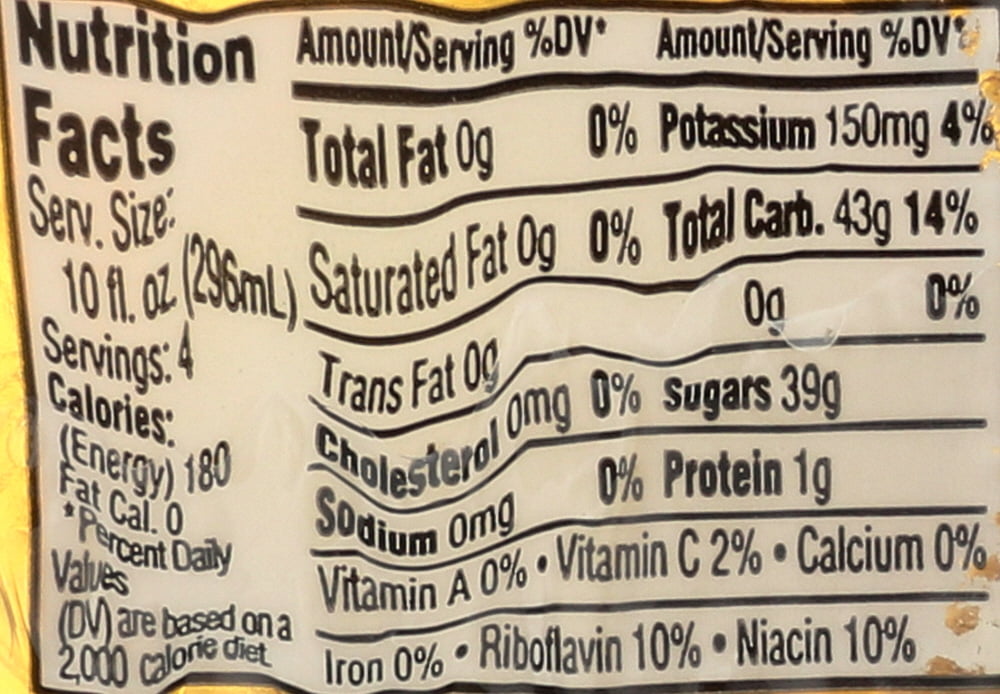 Nutrition
Facts
Serv. Size:
10 fl. oz (296mL)
Servings: 4
Calories:
(Energy) 180
Fat Cal. 0
*Percent Daily
Values
(DV) are based on a
2,000 calorie diet
Amount/Serving %DV* Amount/Serving %DV*
Total Fat 0g 0% Potassium 150mg 4%
Saturated Fat 0g 0% Total Carb. 43g 14%
Trans Fat 0g 0g 0%
Cholesterol 0mg 0% Sugars 39g
Sodium 0mg 0% Protein 1g
Vitamin A 0% • Vitamin C 2% • Calcium 0%
Iron 0% • Riboflavin 10% • Niacin 10%